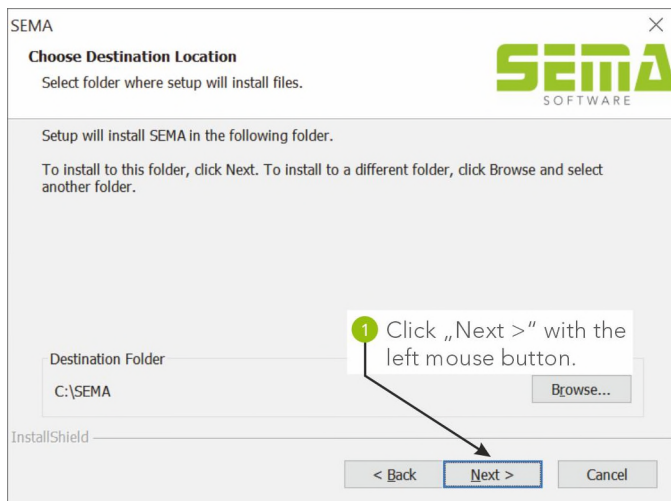 SEMA
Choose Destination Location
Select folder where setup will install files.
SEMA
SOFTWARE
Setup will install SEMA in the following folder.
To install to this folder, click Next. To install to a different folder, click Browse and select
another folder.
1 Click „Next >“ with the
left mouse button.
Destination Folder
C:\SEMA
Browse...
InstallShield
< Back
Next >
Cancel